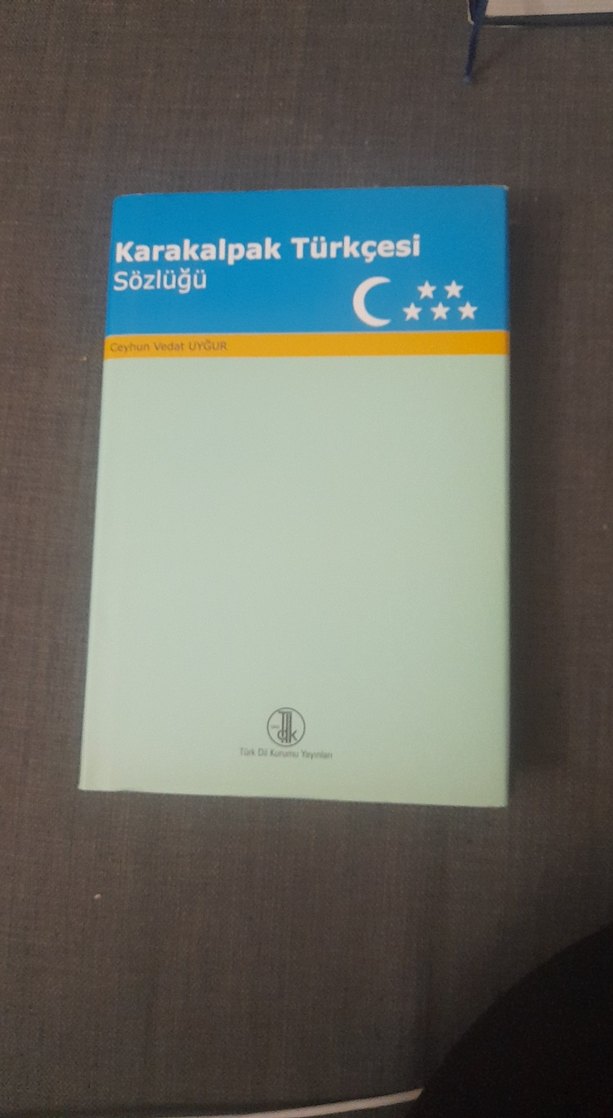 Karakalpak Türkçesi
Sözlüğü
Ceyhun Vedat UYĞUR
tdk
Türk Dil Kurumu Yayınları